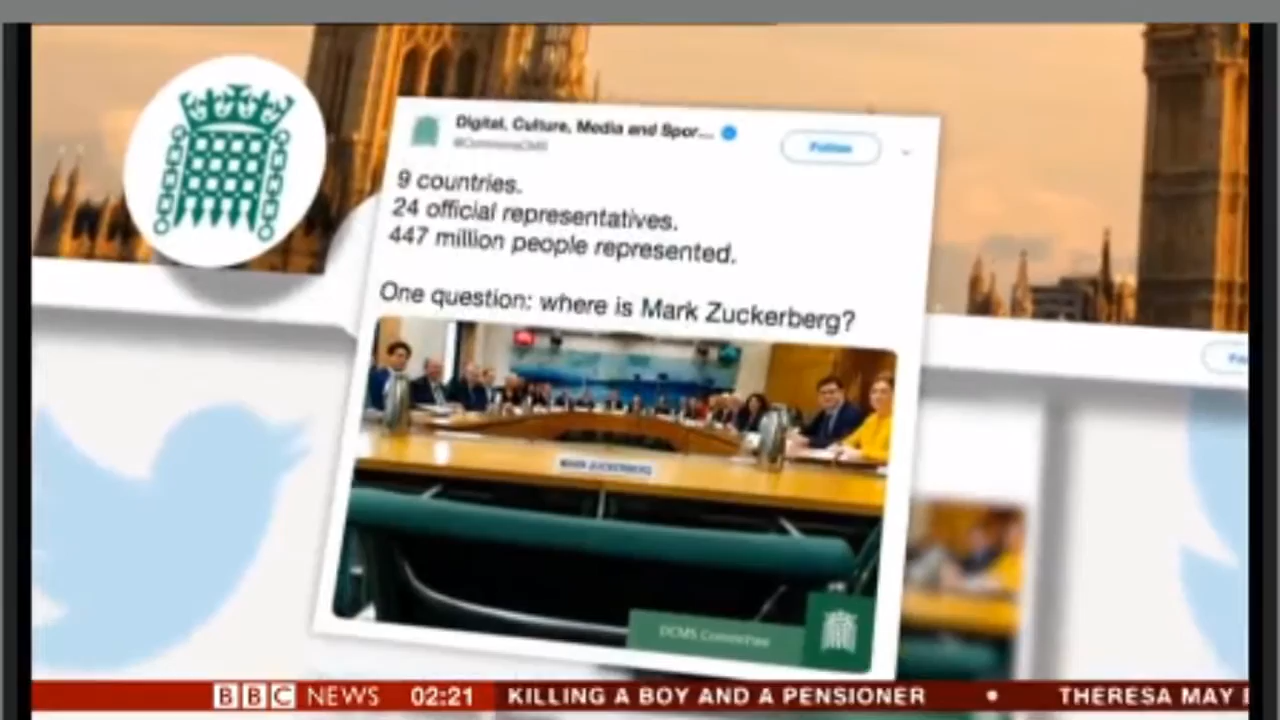 Digital, Culture, Media and Spor...
Follow
9 countries.
24 official representatives.
447 million people represented.
One question: where is Mark Zuckerberg?
MARK ZUCKERBERG
DCMS Committee
BBC NEWS 02:21 KILLING A BOY AND A PENSIONER • THERESA MAY